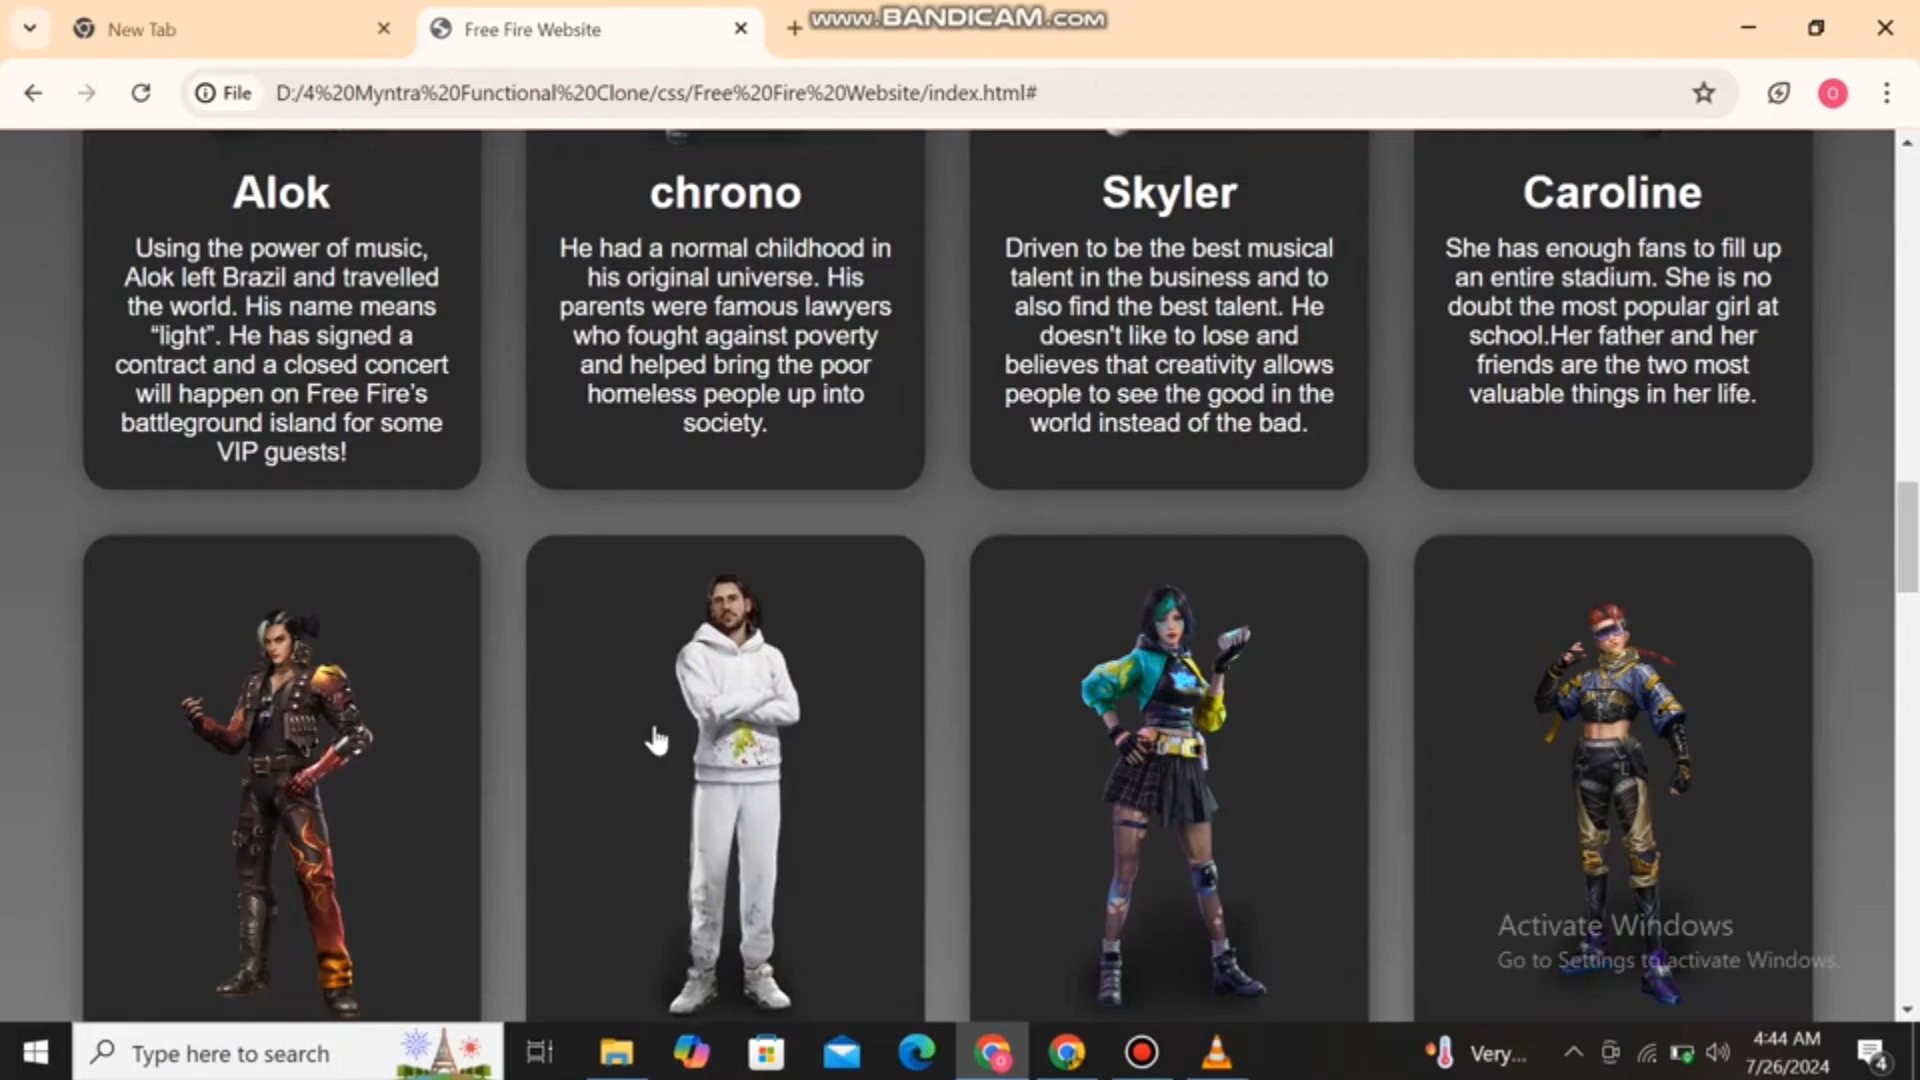 www.BANDICAM.com
New Tab
Free Fire Website
File
D:/4%20Myntra%20Functional%20Clone/css/Free%20Fire%20Website/index.html#
O
Alok
Using the power of music,
Alok left Brazil and travelled
the world. His name means
“light”. He has signed a
contract and a closed concert
will happen on Free Fire’s
battleground island for some
VIP guests!
chrono
He had a normal childhood in
his original universe. His
parents were famous lawyers
who fought against poverty
and helped bring the poor
homeless people up into
society.
Skyler
Driven to be the best musical
talent in the business and to
also find the best talent. He
doesn't like to lose and
believes that creativity allows
people to see the good in the
world instead of the bad.
Caroline
She has enough fans to fill up
an entire stadium. She is no
doubt the most popular girl at
school.Her father and her
friends are the two most
valuable things in her life.
Activate Windows
Go to Settings to activate Windows.
Type here to search
Very...
4:44 AM
7/26/2024
4